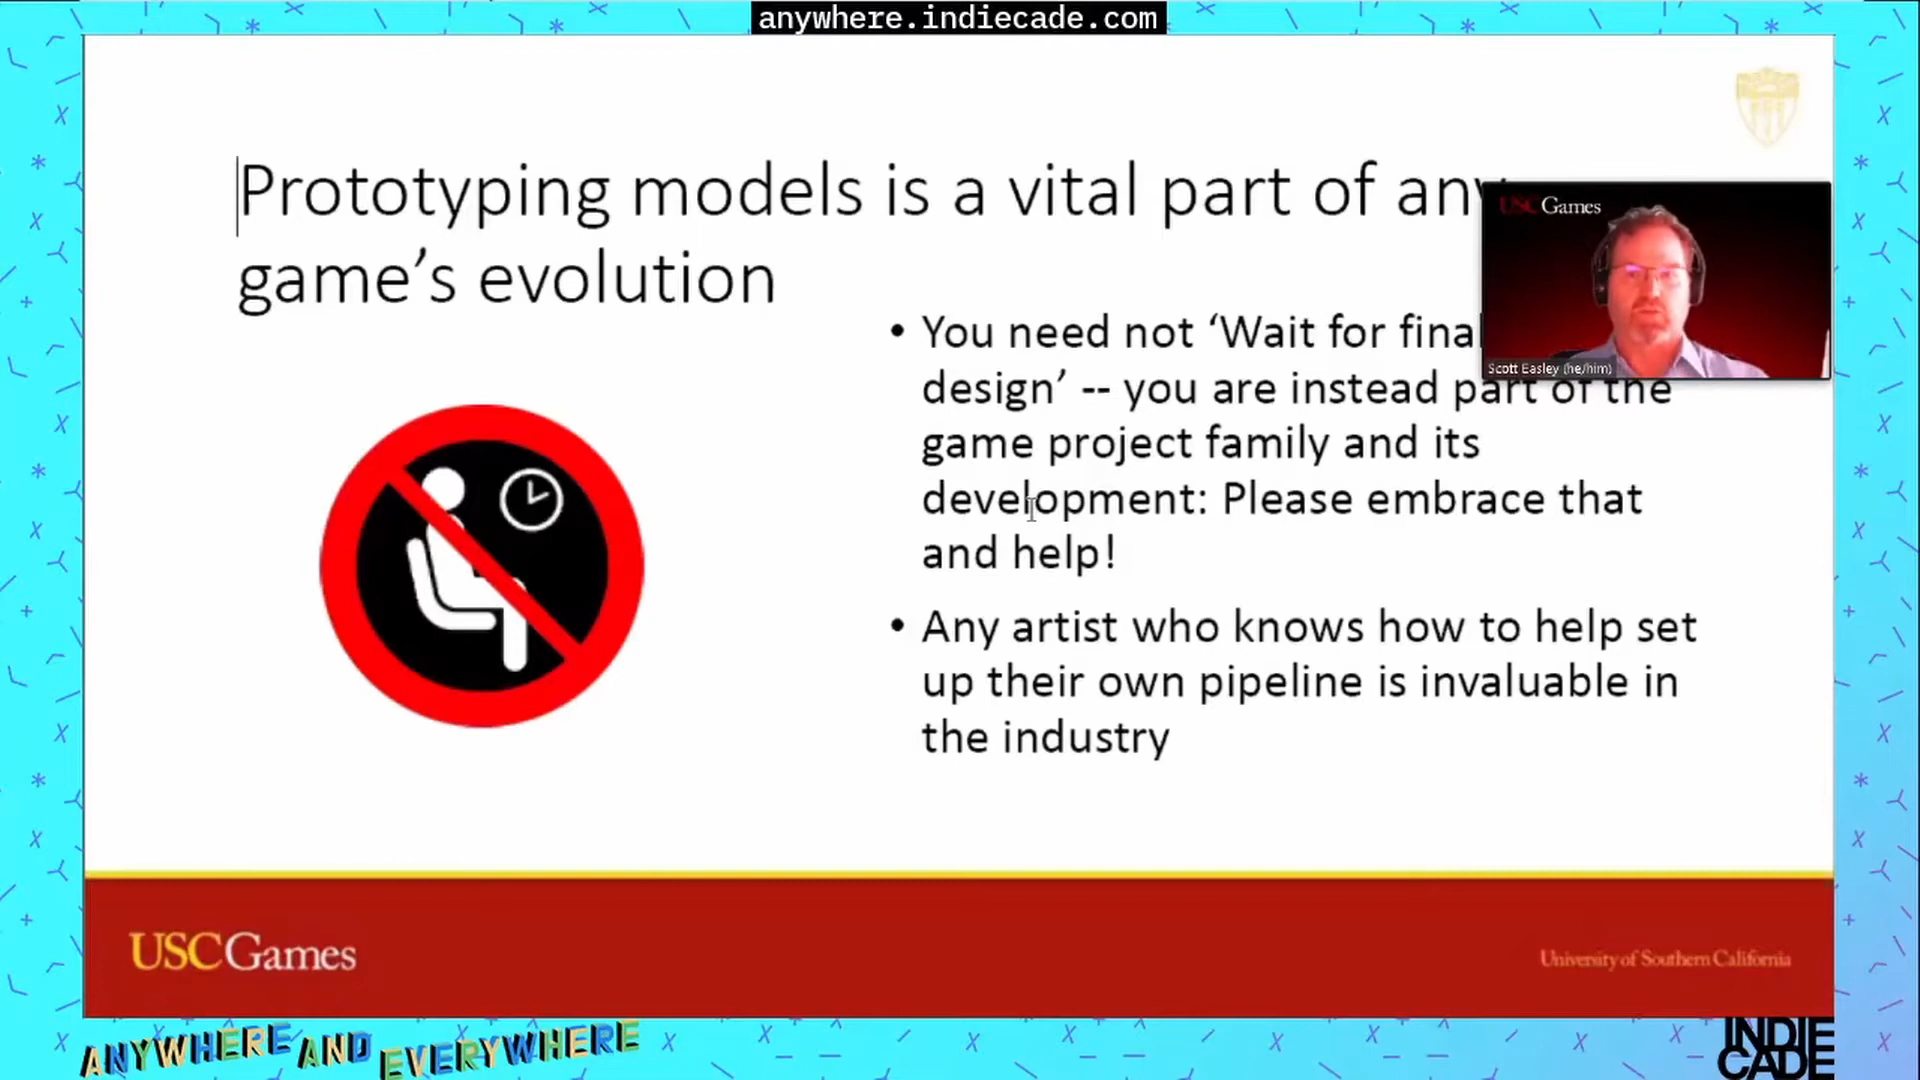 anywhere.indiecade.com
Prototyping models is a vital part of any
game’s evolution
USC Games
Scott Easley (he/him)
• You need not ‘Wait for final
design’ -- you are instead part of the
game project family and its
development: Please embrace that
and help!
• Any artist who knows how to help set
up their own pipeline is invaluable in
the industry
USC Games
University of Southern California
ANYWHERE AND EVERYWHERE
INDIE
CADE